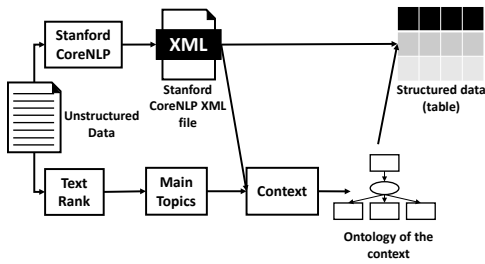 Stanford
CoreNLP
XML
Stanford
CoreNLP XML
file
Structured data
(table)
Unstructured
Data
Text
Rank
Main
Topics
Context
Ontology of the
context